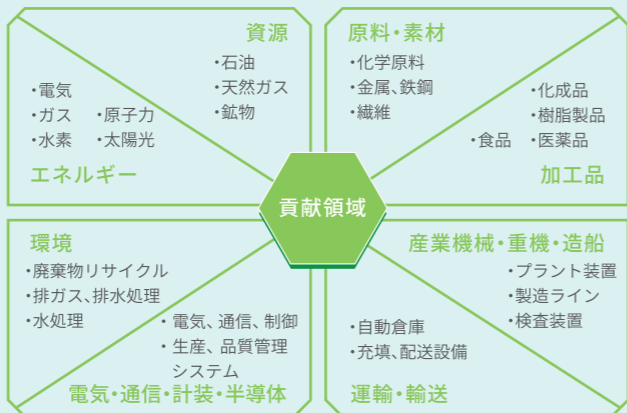 資源
・石油
・天然ガス
・鉱物
・電気
・ガス ・原子力
・水素 ・太陽光
エネルギー
原料・素材
・化学原料
・金属、鉄鋼
・繊維
・化成品
・樹脂製品
・食品 ・医薬品
加工品
貢献領域
環境
・廃棄物リサイクル
・排ガス、排水処理
・水処理
・電気、通信、制御
・生産、品質管理
システム
電気・通信・計装・半導体
産業機械・重機・造船
・プラント装置
・製造ライン
・検査装置
・自動倉庫
・充填、配送設備
運輸・輸送